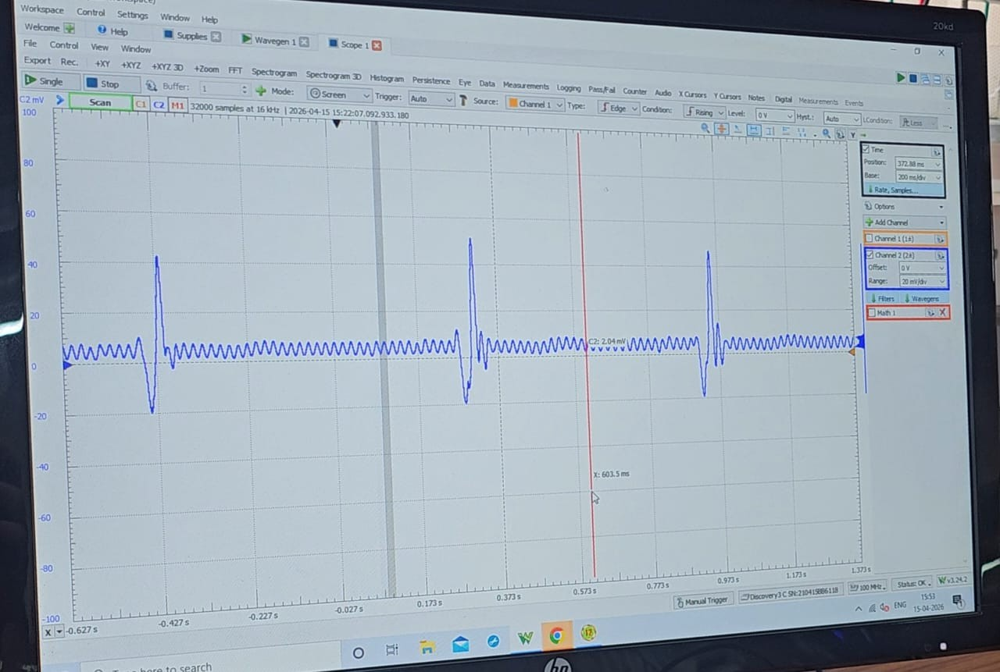 20kd
Workspace Control Settings Window Help
Welcome Help Supplies Wavegen 1 Scope 1
File Control View Window
Export Rec. +XY +XYZ +XYZ 3D +Zoom FFT Spectrogram Spectrogram 3D Histogram Persistence Eye Data Measurements Logging Pass/Fail Counter Audio X Cursors Y Cursors Notes Digital Measurements Events
Single Stop Buffer: 1 Mode: Screen Trigger: Auto Source: Channel 1 Type: Edge Condition: Rising Level: 0 V Hyst.: Auto LCondition: Less ...
C2 mV Scan C1 C2 M1 32000 samples at 16 kHz | 2026-04-15 15:22:07.092.933.180
Y
100
80
60
40
20
0
-20
-40
-60
-80
-100
C2: 2.04 mV
X: 603.5 ms
X -0.627 s -0.427 s -0.227 s -0.027 s 0.173 s 0.373 s 0.573 s 0.773 s 0.973 s 1.173 s 1.373 s
Time
Position: 372.88 ms
Base: 200 ms/div
Rate, Samples...
Options
Add Channel
Channel 1 (1±)
Channel 2 (2±)
Offset: 0 V
Range: 20 mV/div
Filters Wavegens
Math 1 X
Manual Trigger Discovery3 C SN:210415BB6118 100 MHz Status: OK v3.24.2
here to search
ENG 15:53
15-04-2026
hp